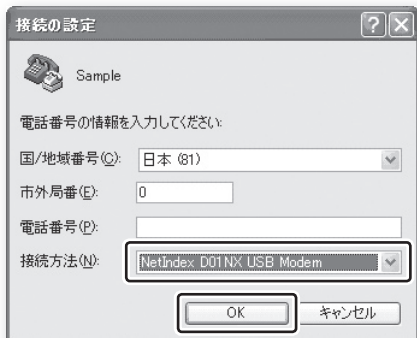 接続の設定
Sample
電話番号の情報を入力してください:
国/地域番号(C): 日本 (81)
市外局番(E): 0
電話番号(P):
接続方法(N): NetIndex D01NX USB Modem
OK キャンセル